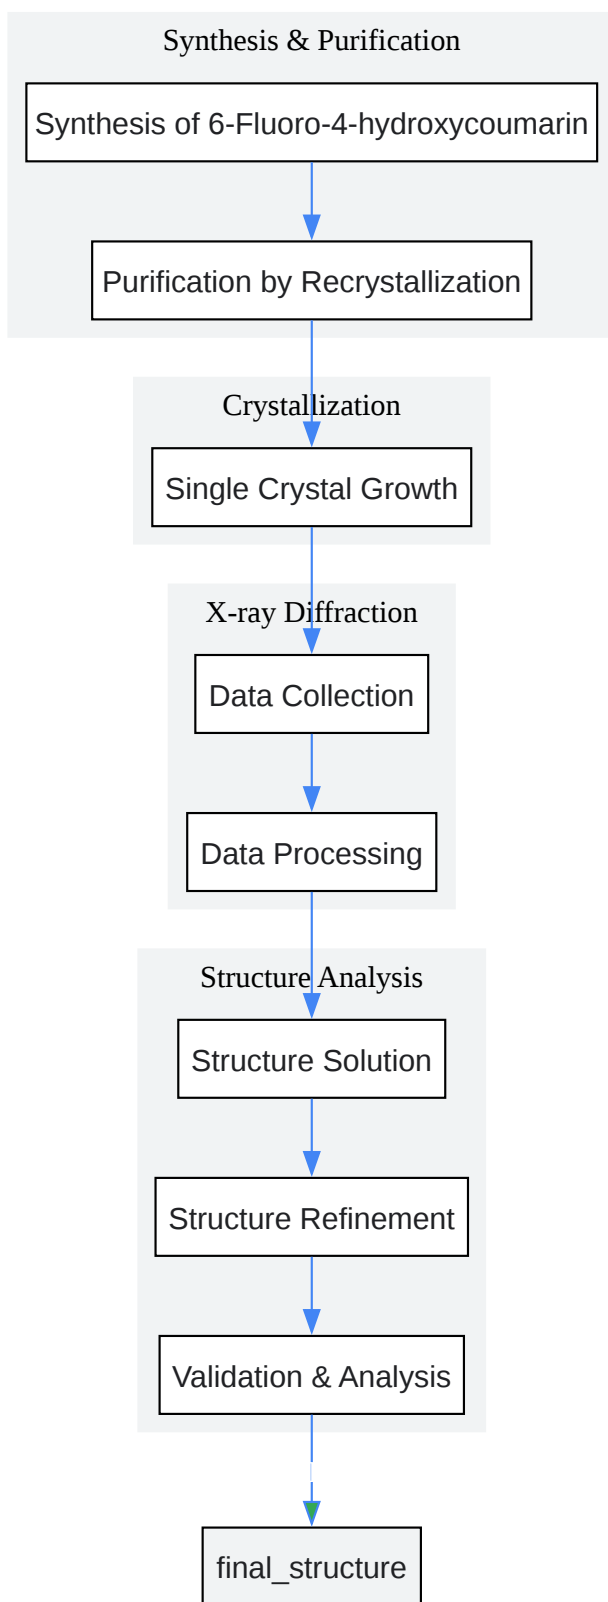 Synthesis & Purification
Synthesis of 6-Fluoro-4-hydroxycoumarin
Purification by Recrystallization
Crystallization
Single Crystal Growth
X-ray Diffraction
Data Collection
Data Processing
Structure Analysis
Structure Solution
Structure Refinement
Validation & Analysis
final_structure